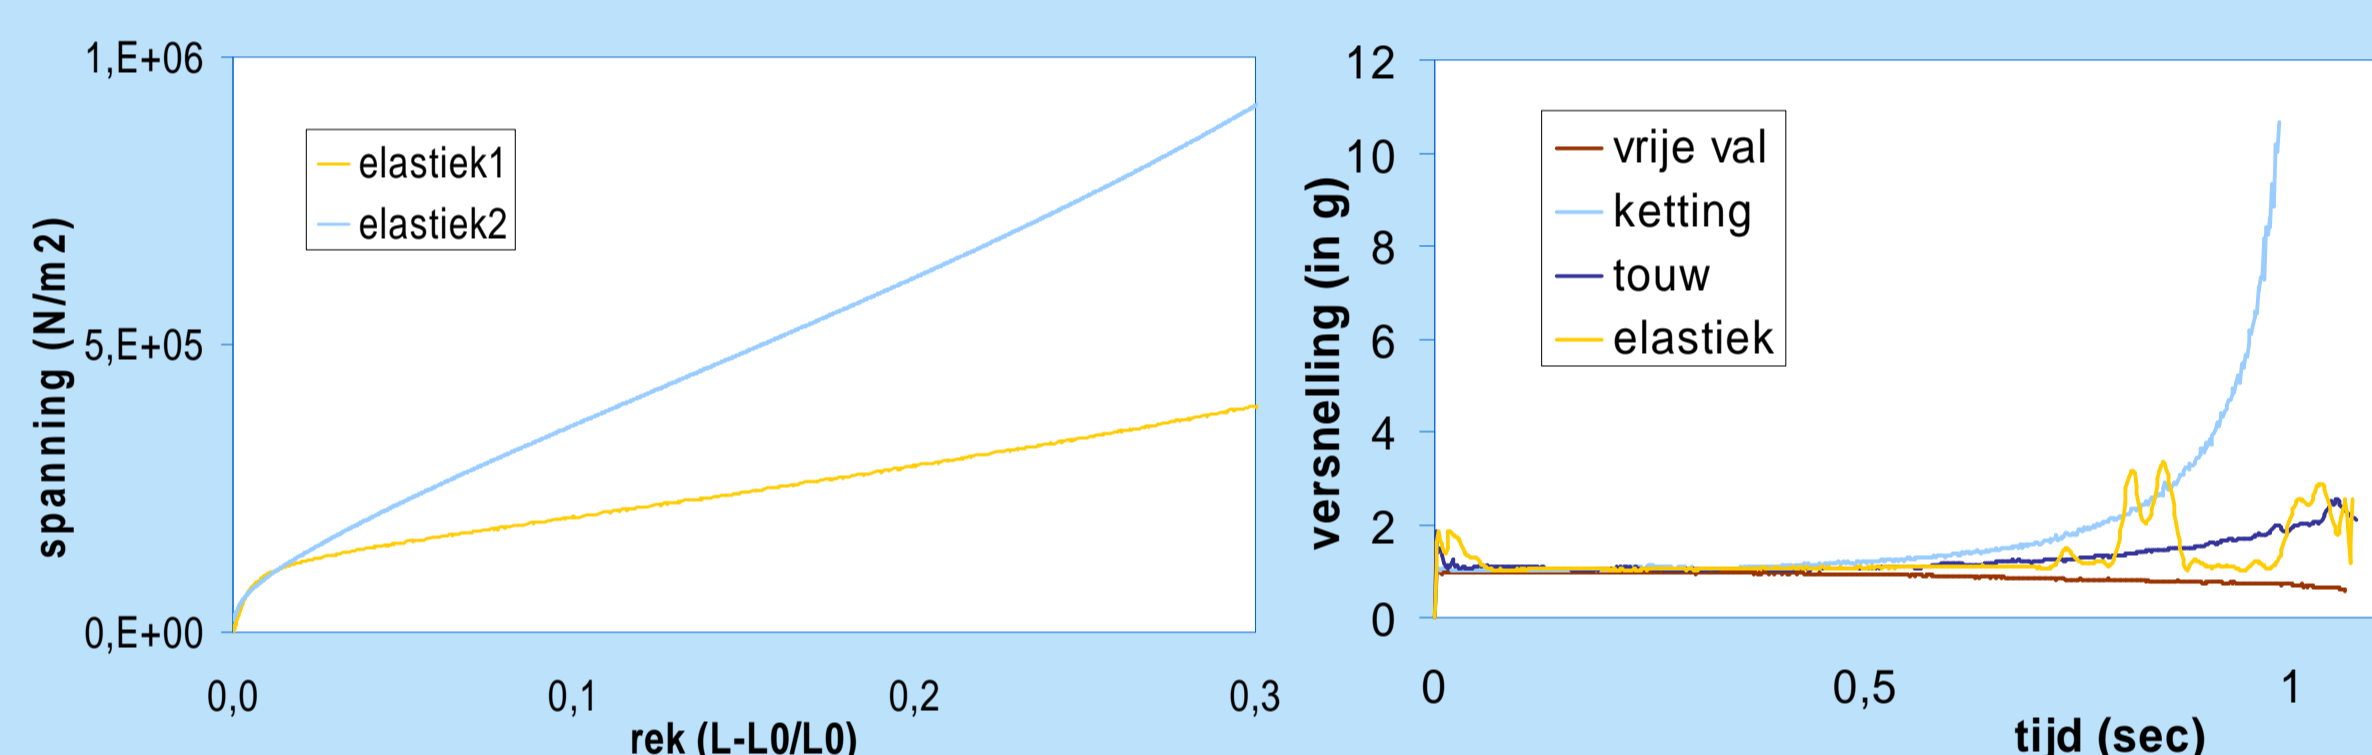 1,E+06
5,E+05
0,E+00
spanning (N/m2)
elastiek1
elastiek2
0,0 0,1 0,2 0,3
rek (L-L0/L0)
12
10
8
6
4
2
0
versnelling (in g)
vrije val
ketting
touw
elastiek
0 0,5 1
tijd (sec)